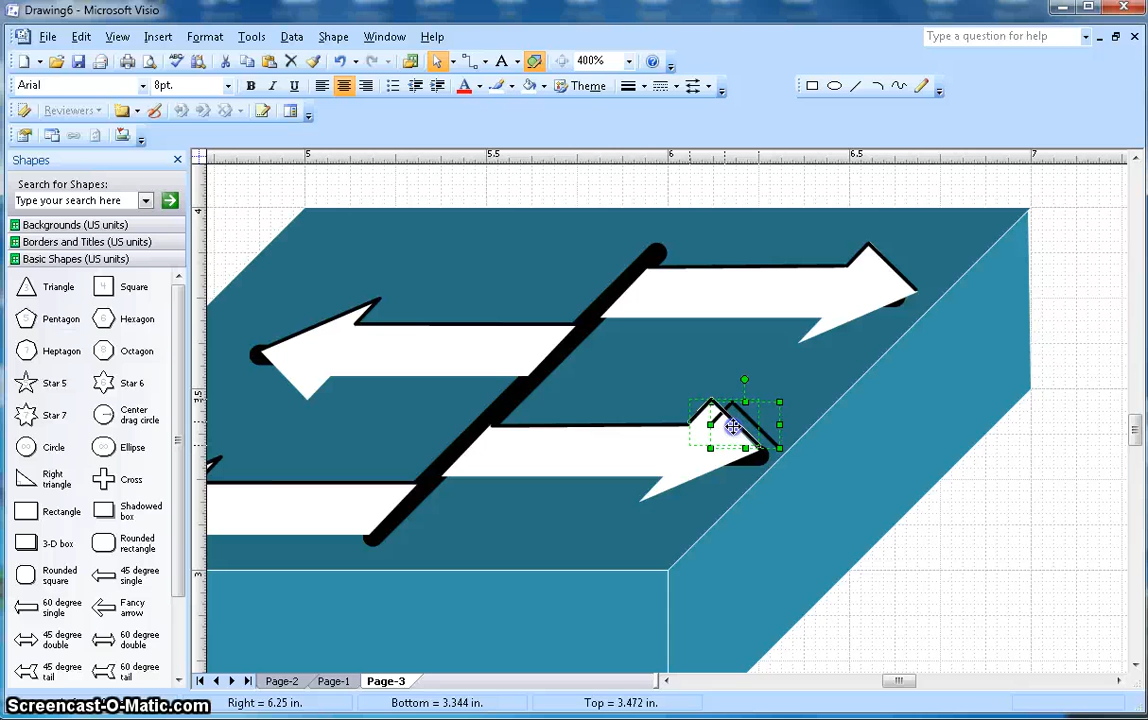 Drawing6 - Microsoft Visio
File Edit View Insert Format Tools Data Shape Window Help
Type a question for help
400%
Arial 8pt. B I U A Theme
Reviewers
Shapes
Search for Shapes:
Type your search here
Backgrounds (US units)
Borders and Titles (US units)
Basic Shapes (US units)
Triangle Square
Pentagon Hexagon
Heptagon Octagon
Star 5 Star 6
Star 7 Center drag circle
Circle Ellipse
Right triangle Cross
Rectangle Shadowed box
3-D box Rounded rectangle
Rounded square 45 degree single
60 degree single Fancy arrow
45 degree double 60 degree double
45 degree tail 60 degree tail
5 5.5 6 6.5 7
4
3.5
3
Page-2 Page-1 Page-3
Right = 6.25 in. Bottom = 3.344 in. Top = 3.472 in.
Screencast-O-Matic.com